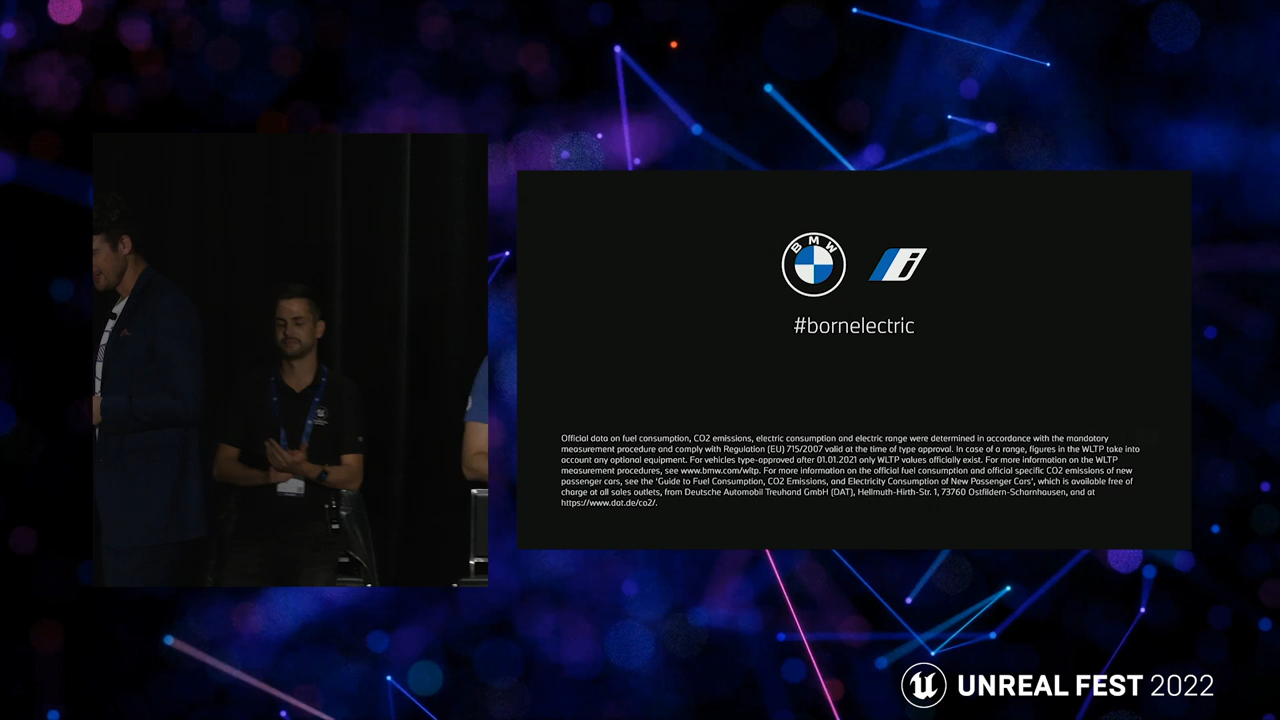 BMW
i
#bornelectric
Official data on fuel consumption, CO2 emissions, electric consumption and electric range were determined in accordance with the mandatory
measurement procedure and comply with Regulation (EU) 715/2007 valid at the time of type approval. In case of a range, figures in the WLTP take into
account any optional equipment. For vehicles type-approved after 01.01.2021 only WLTP values officially exist. For more information on the WLTP
measurement procedures, see www.bmw.com/wltp. For more information on the official fuel consumption and official specific CO2 emissions of new
passenger cars, see the 'Guide to Fuel Consumption, CO2 Emissions, and Electricity Consumption of New Passenger Cars', which is available free of
charge at all sales outlets, from Deutsche Automobil Treuhand GmbH (DAT), Hellmuth-Hirth-Str. 1, 73760 Ostfildern-Scharnhausen, and at
https://www.dat.de/co2/.
UNREAL FEST 2022